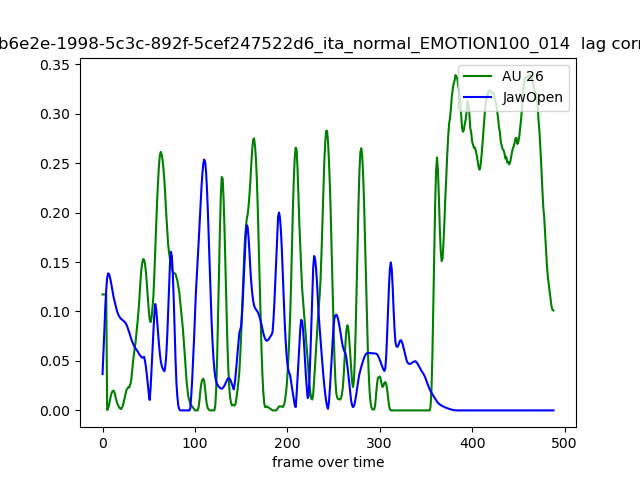 b6e2e-1998-5c3c-892f-5cef247522d6_ita_normal_EMOTION100_014 lag corr
AU 26
JawOpen
0.35
0.30
0.25
0.20
0.15
0.10
0.05
0.00
0 100 200 300 400 500
frame over time